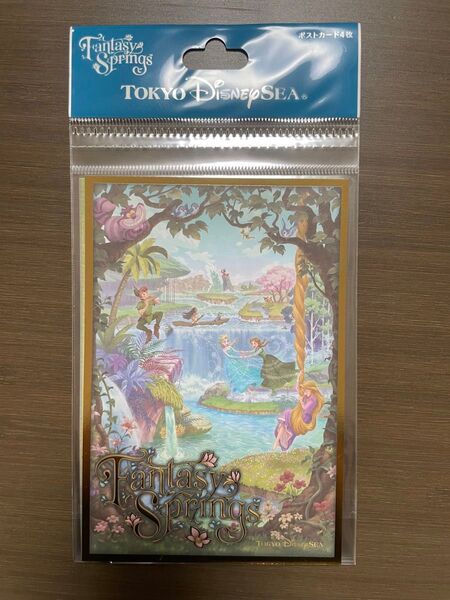 Fantasy
Springs
ポストカード4枚
TOKYO DISNEYSEA®
Fantasy
Springs
TOKYO DISNEYSEA